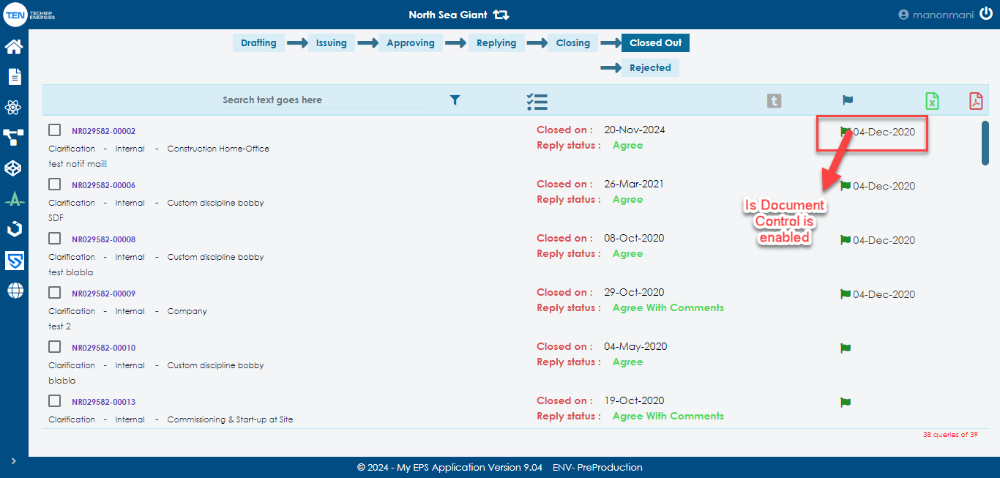 T.EN TECHNIP ENERGIES
North Sea Giant
manonmani
Drafting Issuing Approving Replying Closing Closed Out
Rejected
Search text goes here
t
NR029582-00002
Closed on : 20-Nov-2024
04-Dec-2020
Clarification - Internal - Construction Home-Office
Reply status : Agree
test notif mail!
NR029582-00006
Closed on : 26-Mar-2021
04-Dec-2020
Clarification - Internal - Custom discipline bobby
Reply status : Agree
SDF
Is Document
Control is
enabled
NR029582-00008
Closed on : 08-Oct-2020
04-Dec-2020
Clarification - Internal - Custom discipline bobby
Reply status : Agree
test blabla
NR029582-00009
Closed on : 29-Oct-2020
04-Dec-2020
Clarification - Internal - Company
Reply status : Agree With Comments
test 2
NR029582-00010
Closed on : 04-May-2020
Clarification - Internal - Custom discipline bobby
Reply status : Agree
blabla
NR029582-00013
Closed on : 19-Oct-2020
Clarification - Internal - Commissioning & Start-up at Site
Reply status : Agree With Comments
38 queries of 39
© 2024 - My EPS Application Version 9.04 ENV- PreProduction